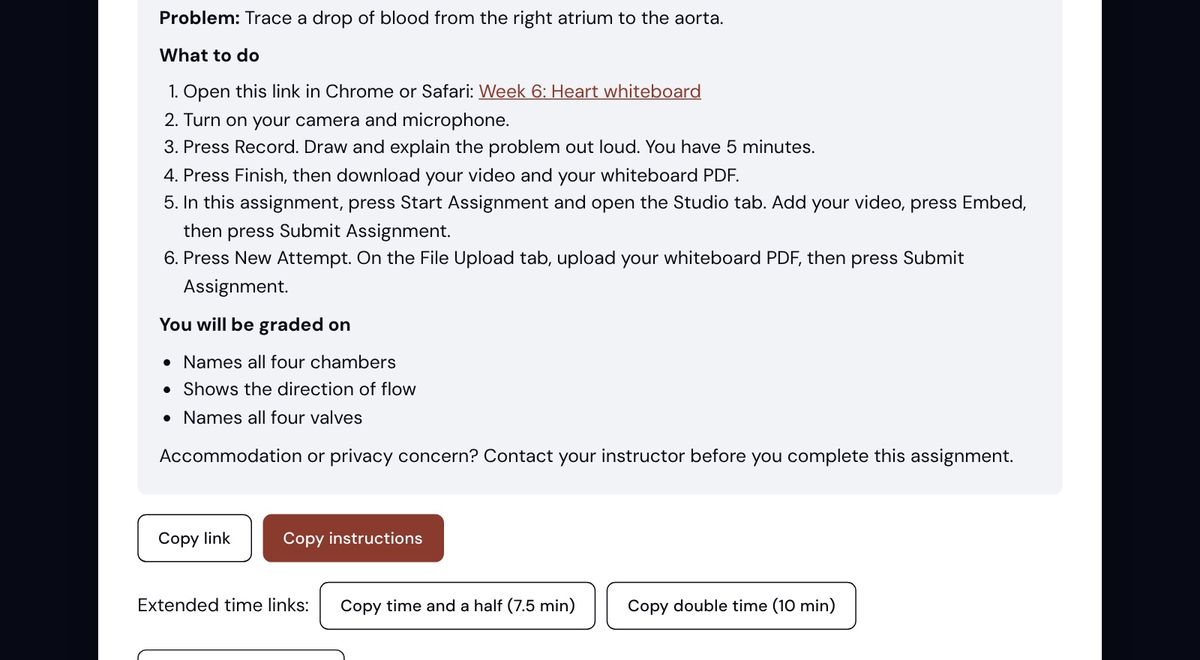 Problem: Trace a drop of blood from the right atrium to the aorta.
What to do
1. Open this link in Chrome or Safari: Week 6: Heart whiteboard
2. Turn on your camera and microphone.
3. Press Record. Draw and explain the problem out loud. You have 5 minutes.
4. Press Finish, then download your video and your whiteboard PDF.
5. In this assignment, press Start Assignment and open the Studio tab. Add your video, press Embed,
then press Submit Assignment.
6. Press New Attempt. On the File Upload tab, upload your whiteboard PDF, then press Submit
Assignment.
You will be graded on
• Names all four chambers
• Shows the direction of flow
• Names all four valves
Accommodation or privacy concern? Contact your instructor before you complete this assignment.
Copy link Copy instructions
Extended time links: Copy time and a half (7.5 min) Copy double time (10 min)